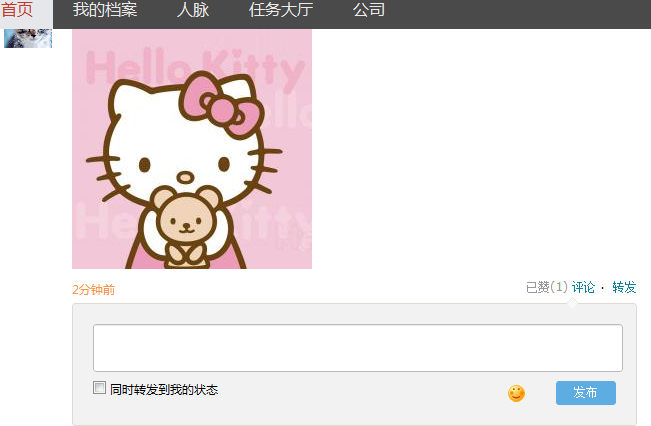 首页 我的档案 人脉 任务大厅 公司
Hello Kitty
Hello
Hello Kitty
2分钟前 已赞(1) 评论 · 转发
同时转发到我的状态 发布